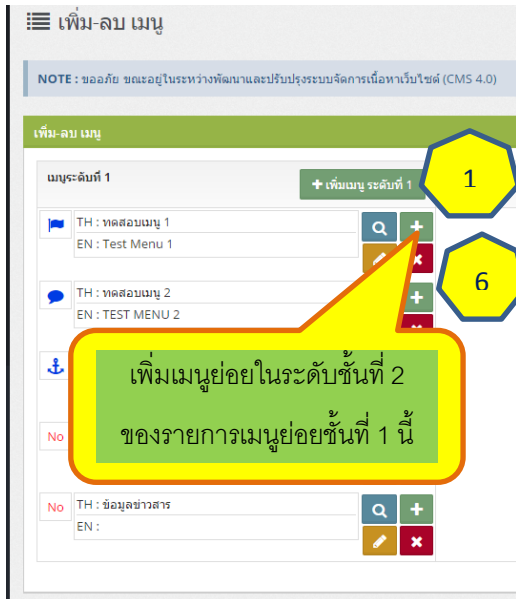 เพิ่ม-ลบ เมนู
NOTE : ขออภัย ขณะอยู่ในระหว่างพัฒนาและปรับปรุงระบบจัดการเนื้อหาเว็บไซต์ (CMS 4.0)
เพิ่ม-ลบ เมนู
เมนูระดับที่ 1
+ เพิ่มเมนู ระดับที่ 1
1
TH : ทดสอบเมนู 1
EN : Test Menu 1
6
TH : ทดสอบเมนู 2
EN : TEST MENU 2
เพิ่มเมนูย่อยในระดับชั้นที่ 2
ของรายการเมนูย่อยชั้นที่ 1 นี้
No
No
TH : ข้อมูลข่าวสาร
EN :